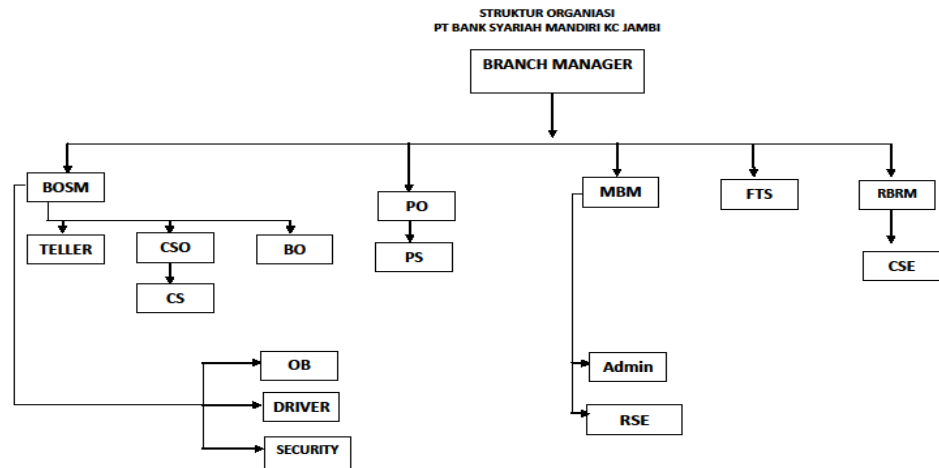 STRUKTUR ORGANIASI
PT BANK SYARIAH MANDIRI KC JAMBI
BRANCH MANAGER
BOSM
PO
MBM
FTS
RBRM
TELLER
CSO
BO
PS
CSE
CS
OB
Admin
DRIVER
RSE
SECURITY